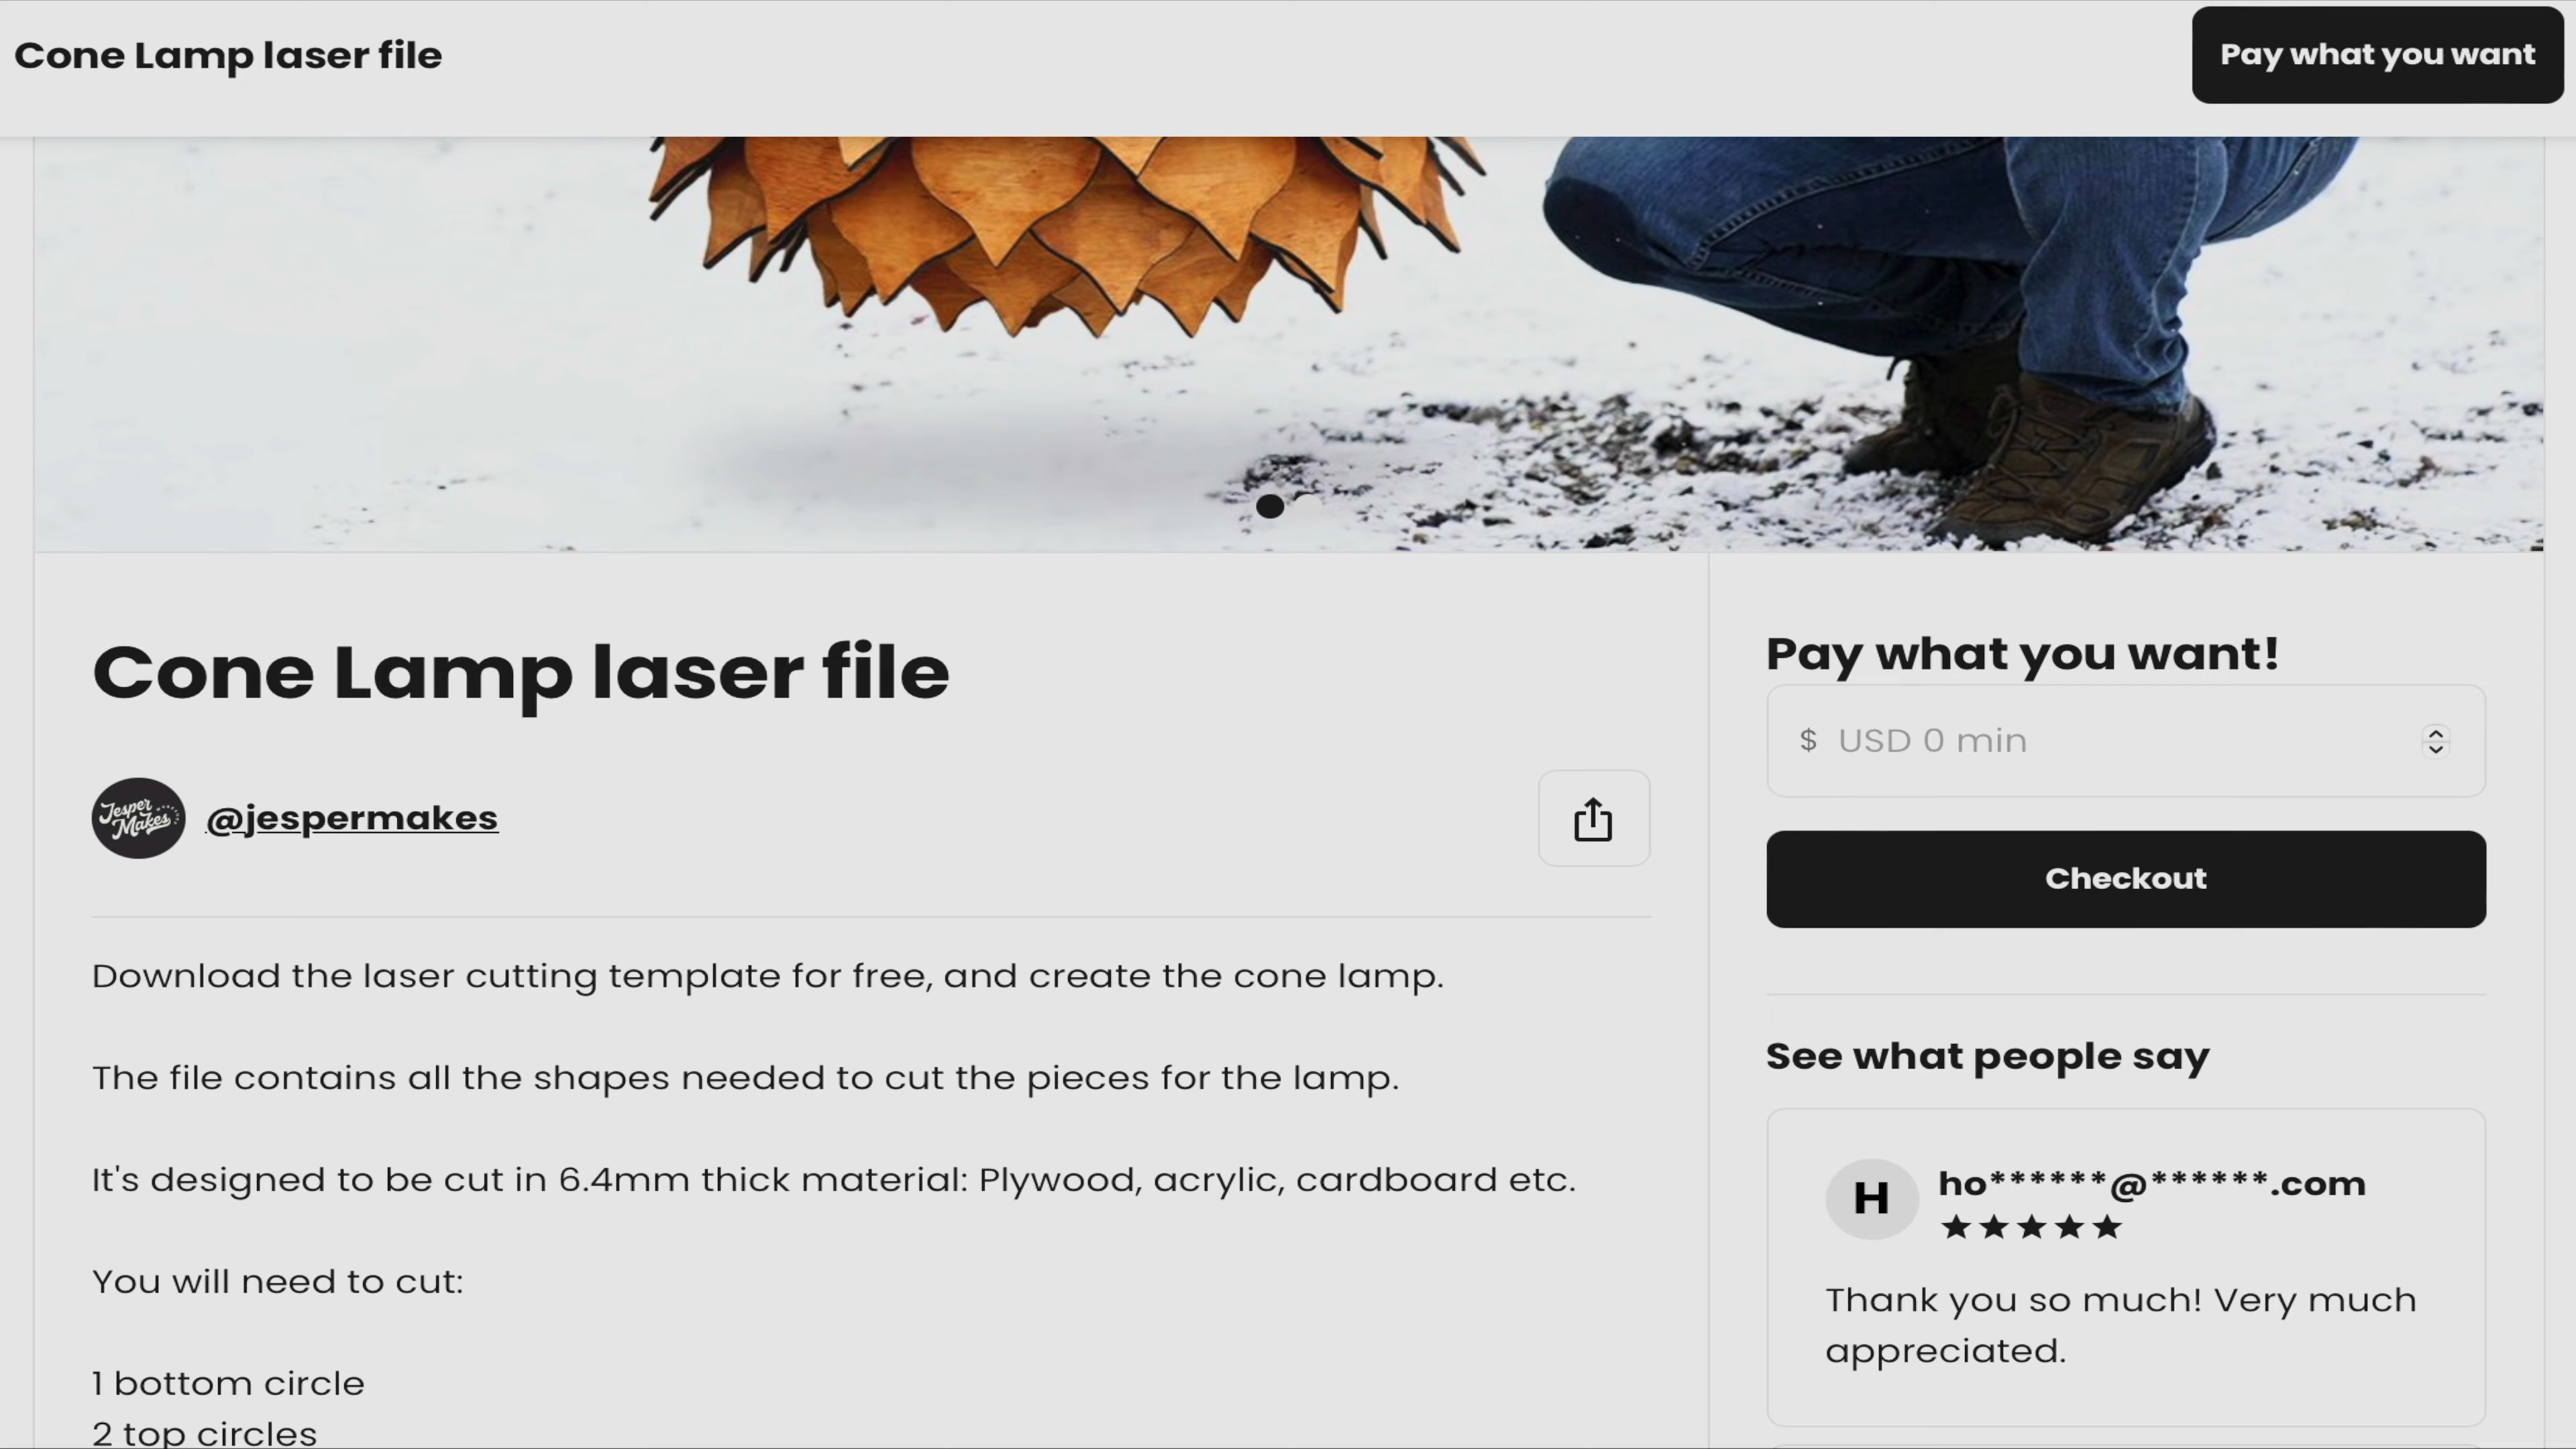 Cone Lamp laser file
Pay what you want
Cone Lamp laser file
Jesper
Makes
@jespermakes
Download the laser cutting template for free, and create the cone lamp.
The file contains all the shapes needed to cut the pieces for the lamp.
It's designed to be cut in 6.4mm thick material: Plywood, acrylic, cardboard etc.
You will need to cut:
1 bottom circle
2 top circles
Pay what you want!
$ USD 0 min
Checkout
See what people say
H
ho******@******.com
★★★★★
Thank you so much! Very much
appreciated.